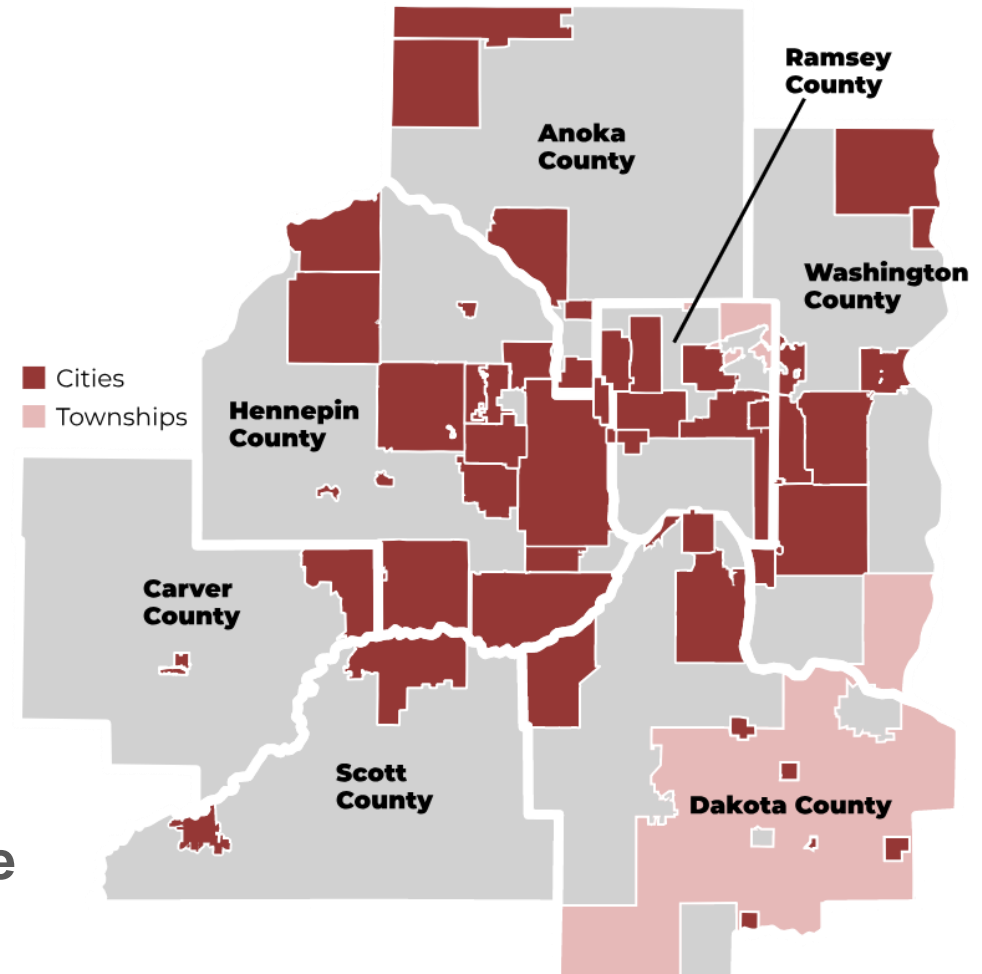 Ramsey
County
Anoka
County
Washington
County
Cities
Townships
Hennepin
County
Carver
County
Scott
County
Dakota County
e